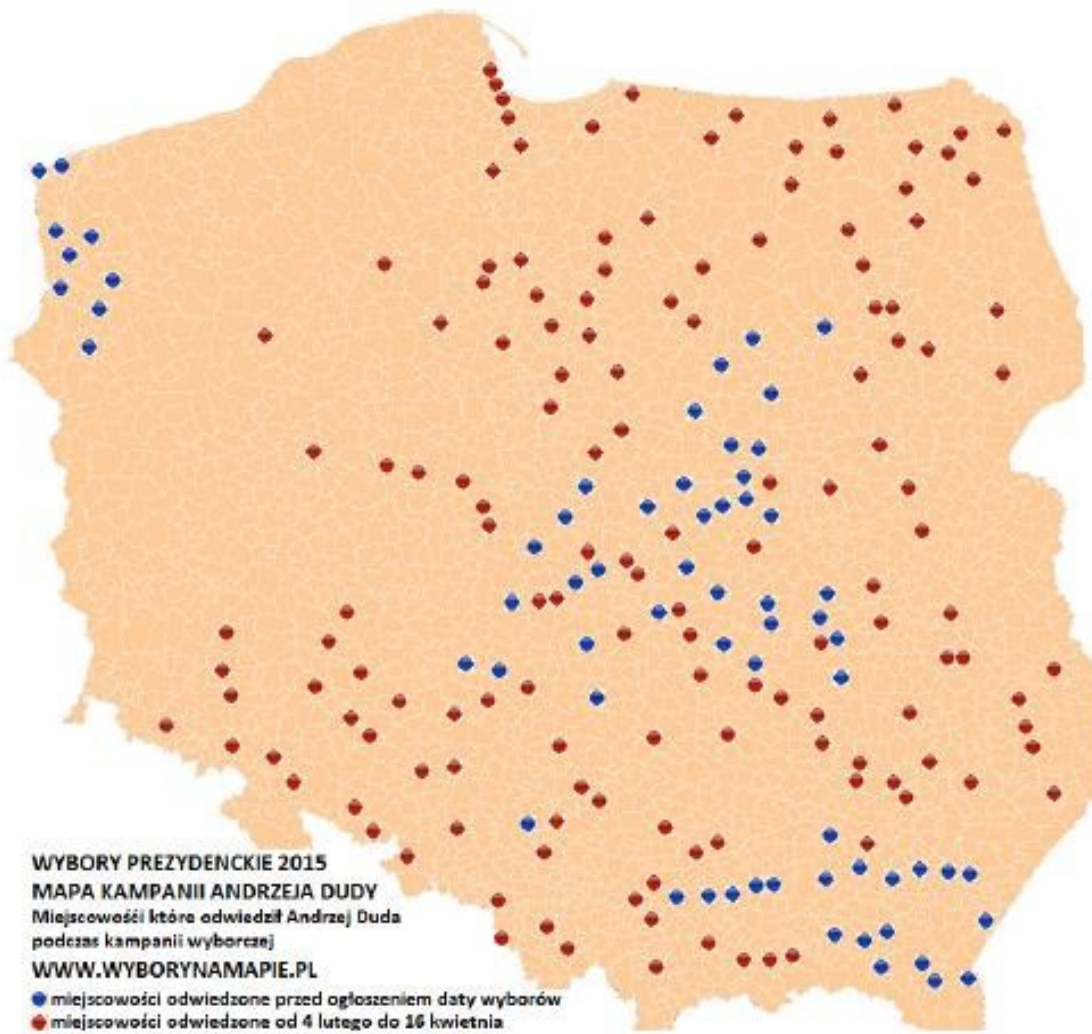 WYBORY PREZYDENCKIE 2015
MAPA KAMPANII ANDRZEJA DUDY
Miejscowośći które odwiedził Andrzej Duda
podczas kampanii wyborczej
WWW.WYBORYNAMAPIE.PL
miejscowości odwiedzone przed ogłoszeniem daty wyborów
miejscowości odwiedzone od 4 lutego do 16 kwietnia